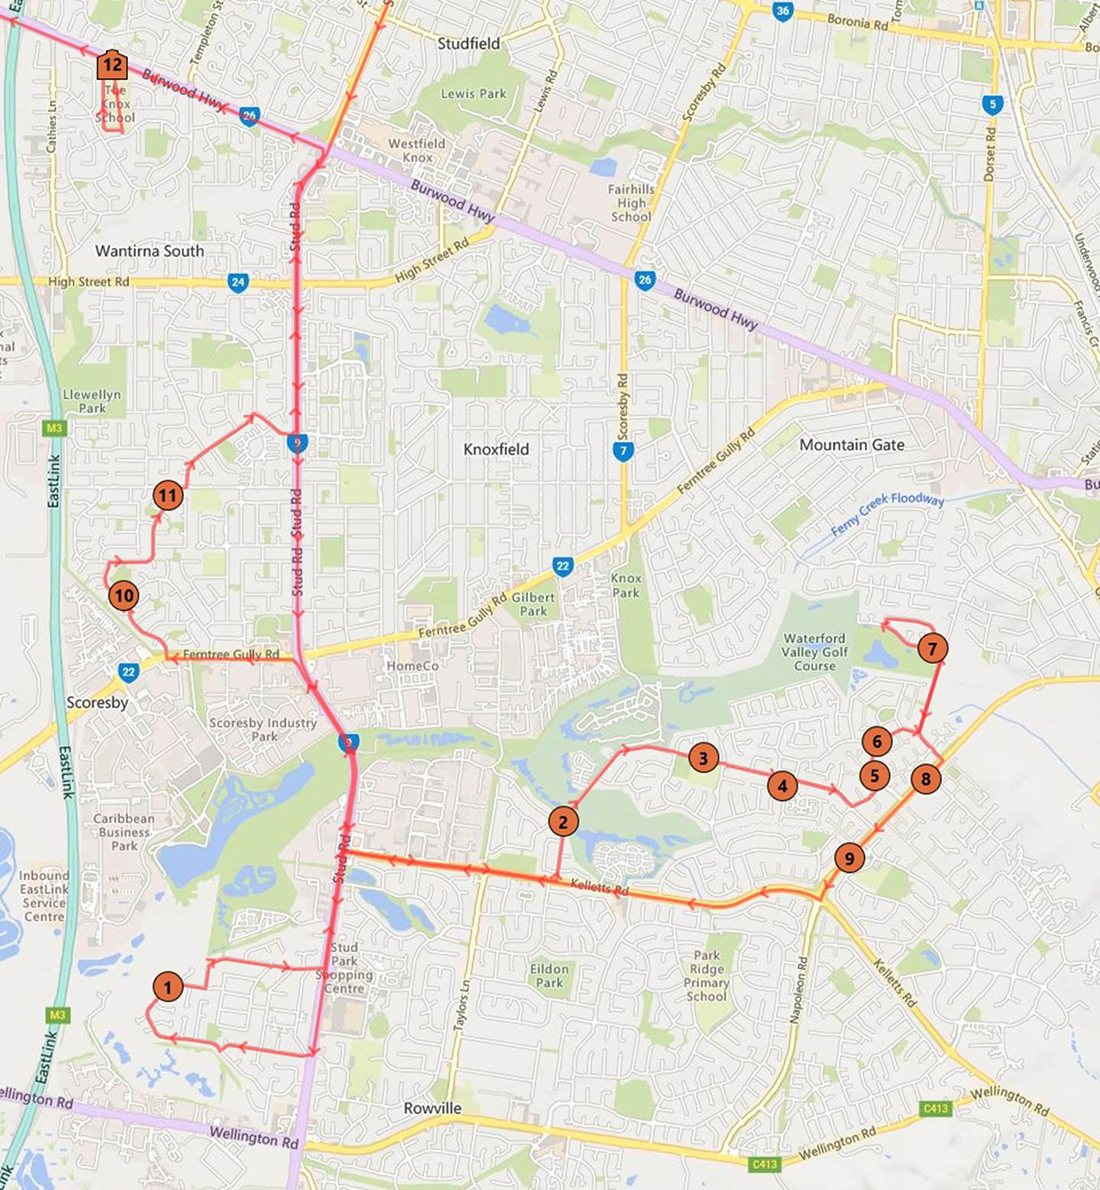 36
Boronia Rd
Studfield
Templeton St
12
Burwood Hwy
The
Knox
School
26
Lewis Park
Lewis Rd
Scoresby Rd
5
Dorset Rd
Cathies Ln
Westfield
Knox
Burwood Hwy
Fairhills
High
School
Stud Rd
Wantirna South
High Street Rd
24
High Street Rd
26
Burwood Hwy
Underwood
Francis Cr
Llewellyn
Park
M3
9
Knoxfield
Scoresby Rd
7
Mountain Gate
Ferntree Gully Rd
EastLink
11
Stud Rd
Stud Rd
Ferny Creek Floodway
10
22
Gilbert
Park
Knox
Park
Ferntree Gully Rd
Ferntree Gully Rd
HomeCo
22
Scoresby
Waterford
Valley Golf
Course
7
Scoresby Industry
Park
9
6
3
5
4
8
EastLink
Caribbean
Business
Park
2
9
Stud Rd
Inbound
EastLink
Service
Centre
Kelletts Rd
Stud
Park
Shopping
Centre
1
Eildon
Park
Park
Ridge
Primary
School
Taylors Ln
Napoleon Rd
Kelletts Rd
M3
EastLink
Wellington Rd
Rowville
Wellington Rd
C413
Wellington Rd
C413
Wellington Rd